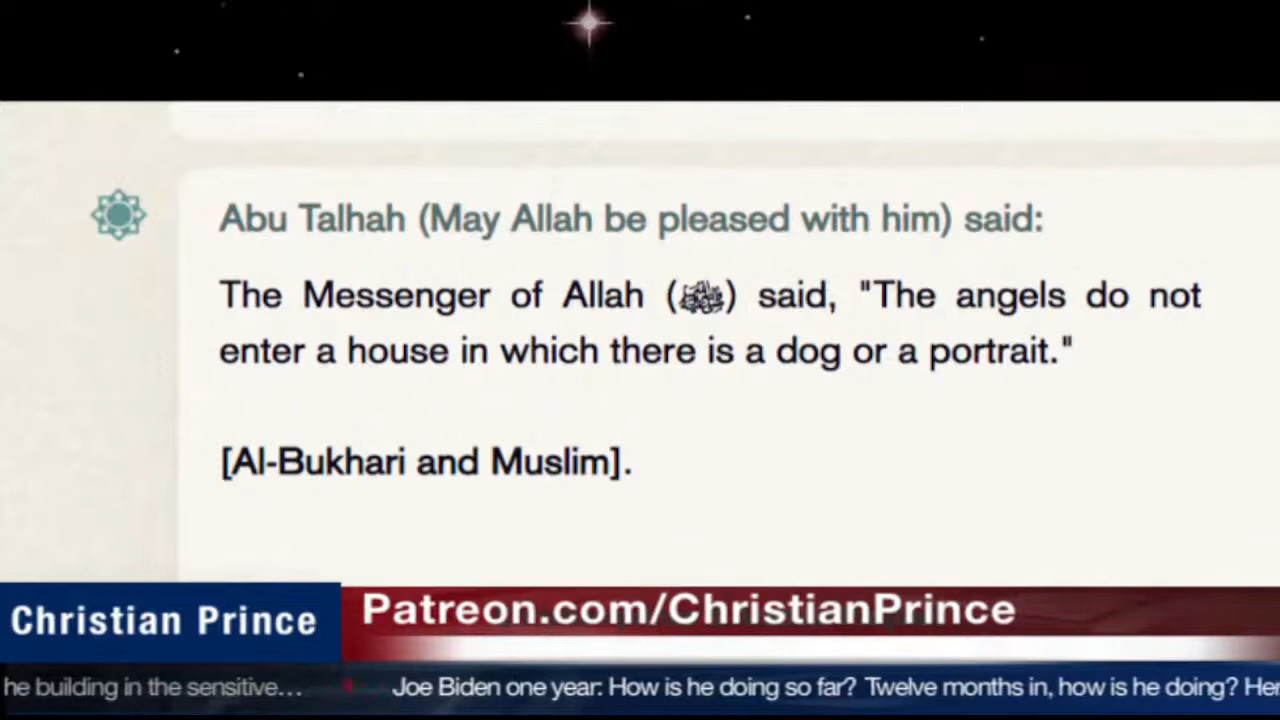 Abu Talhah (May Allah be pleased with him) said:
The Messenger of Allah (ﷺ) said, "The angels do not
enter a house in which there is a dog or a portrait."
[Al-Bukhari and Muslim].
Christian Prince
Patreon.com/ChristianPrince
he building in the sensitive... Joe Biden one year: How is he doing so far? Twelve months in, how is he doing? Her